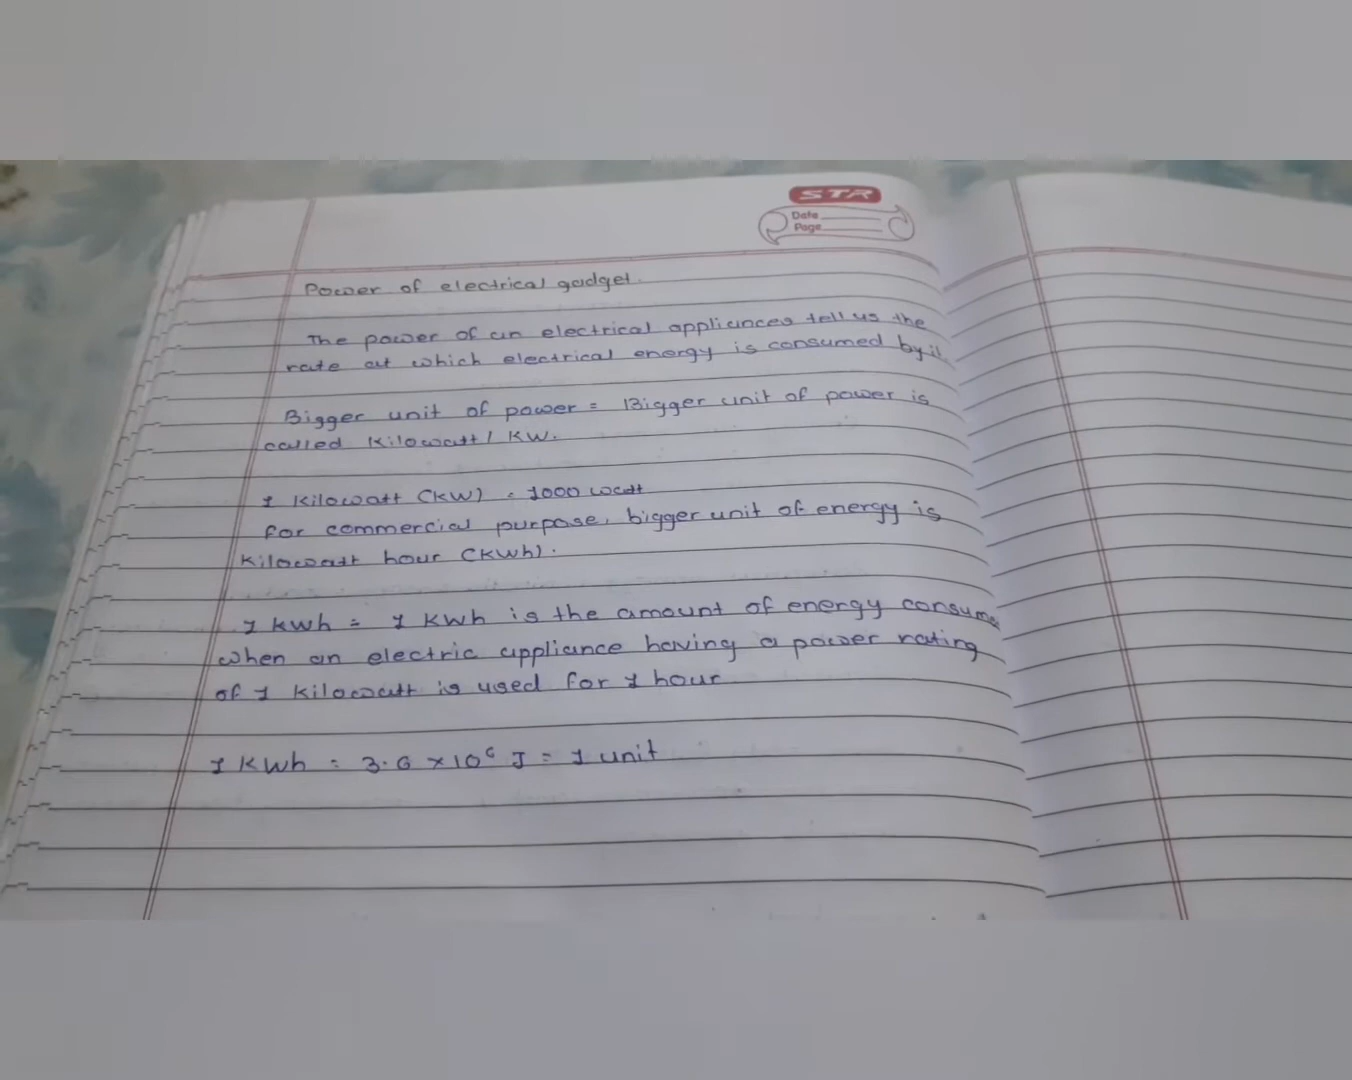 STR
Date
Page
Power of electrical gadget.
The power of an electrical appliances tell us the
rate at which electrical energy is consumed by it.
Bigger unit of power = Bigger unit of power is
called Kilowatt / KW.
1 Kilowatt (KW) = 1000 watt
For commercial purpose, bigger unit of energy is
Kilowatt hour (KWh).
1 kwh = 1 KWh is the amount of energy consume
when an electric appliance having a power rating
of 1 Kilowatt is used for 1 hour
1 KWh = 3.6 × 10⁶ J = 1 unit